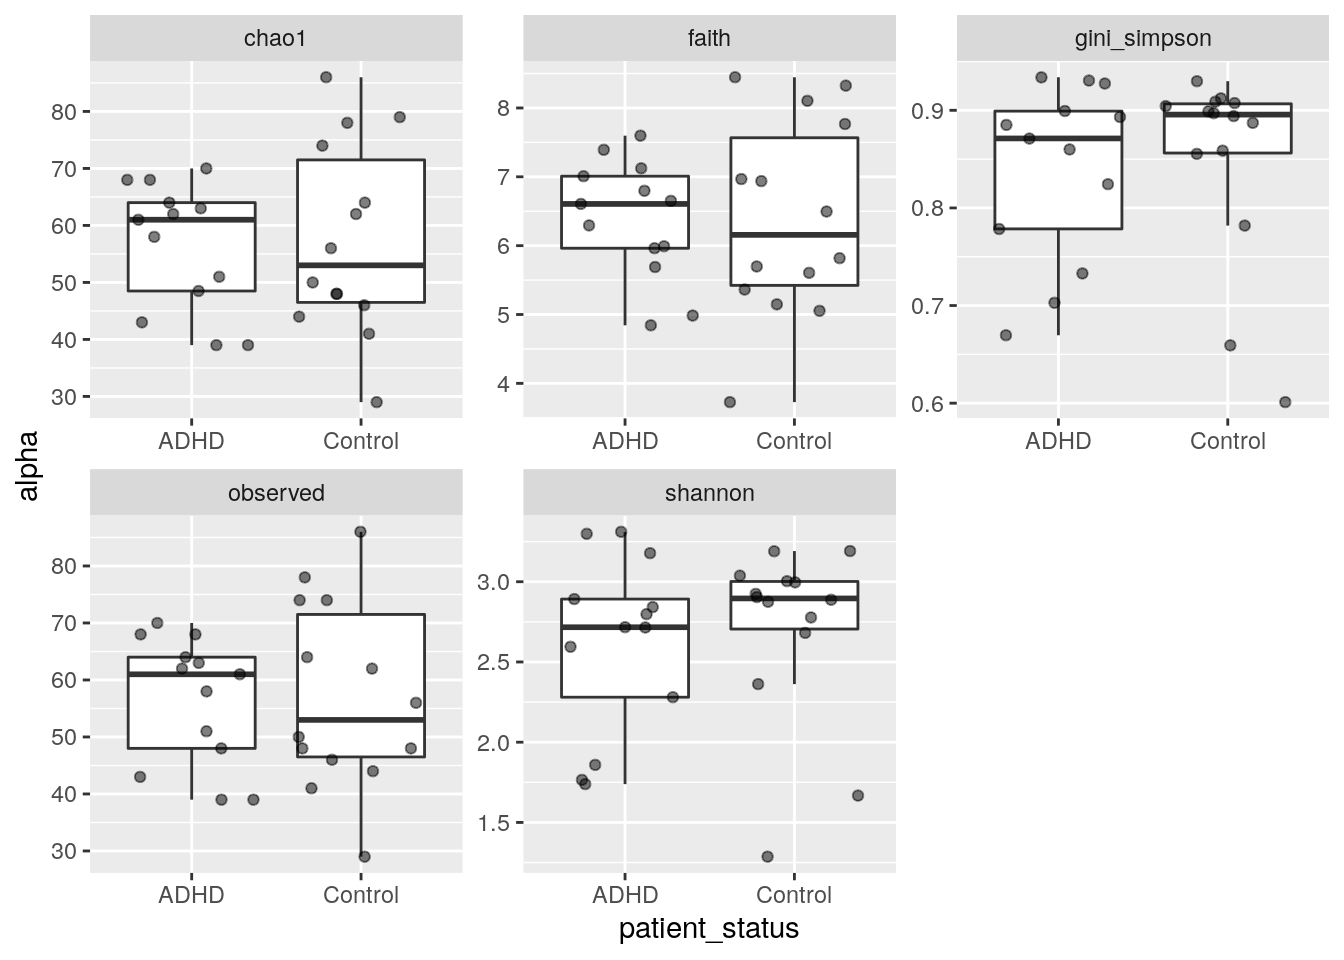 chao1
faith
gini_simpson
80
70
60
50
40
30
8
7
6
5
4
0.9
0.8
0.7
0.6
ADHD Control
ADHD Control
ADHD Control
alpha
observed
shannon
80
70
60
50
40
30
3.0
2.5
2.0
1.5
ADHD Control
ADHD Control
patient_status